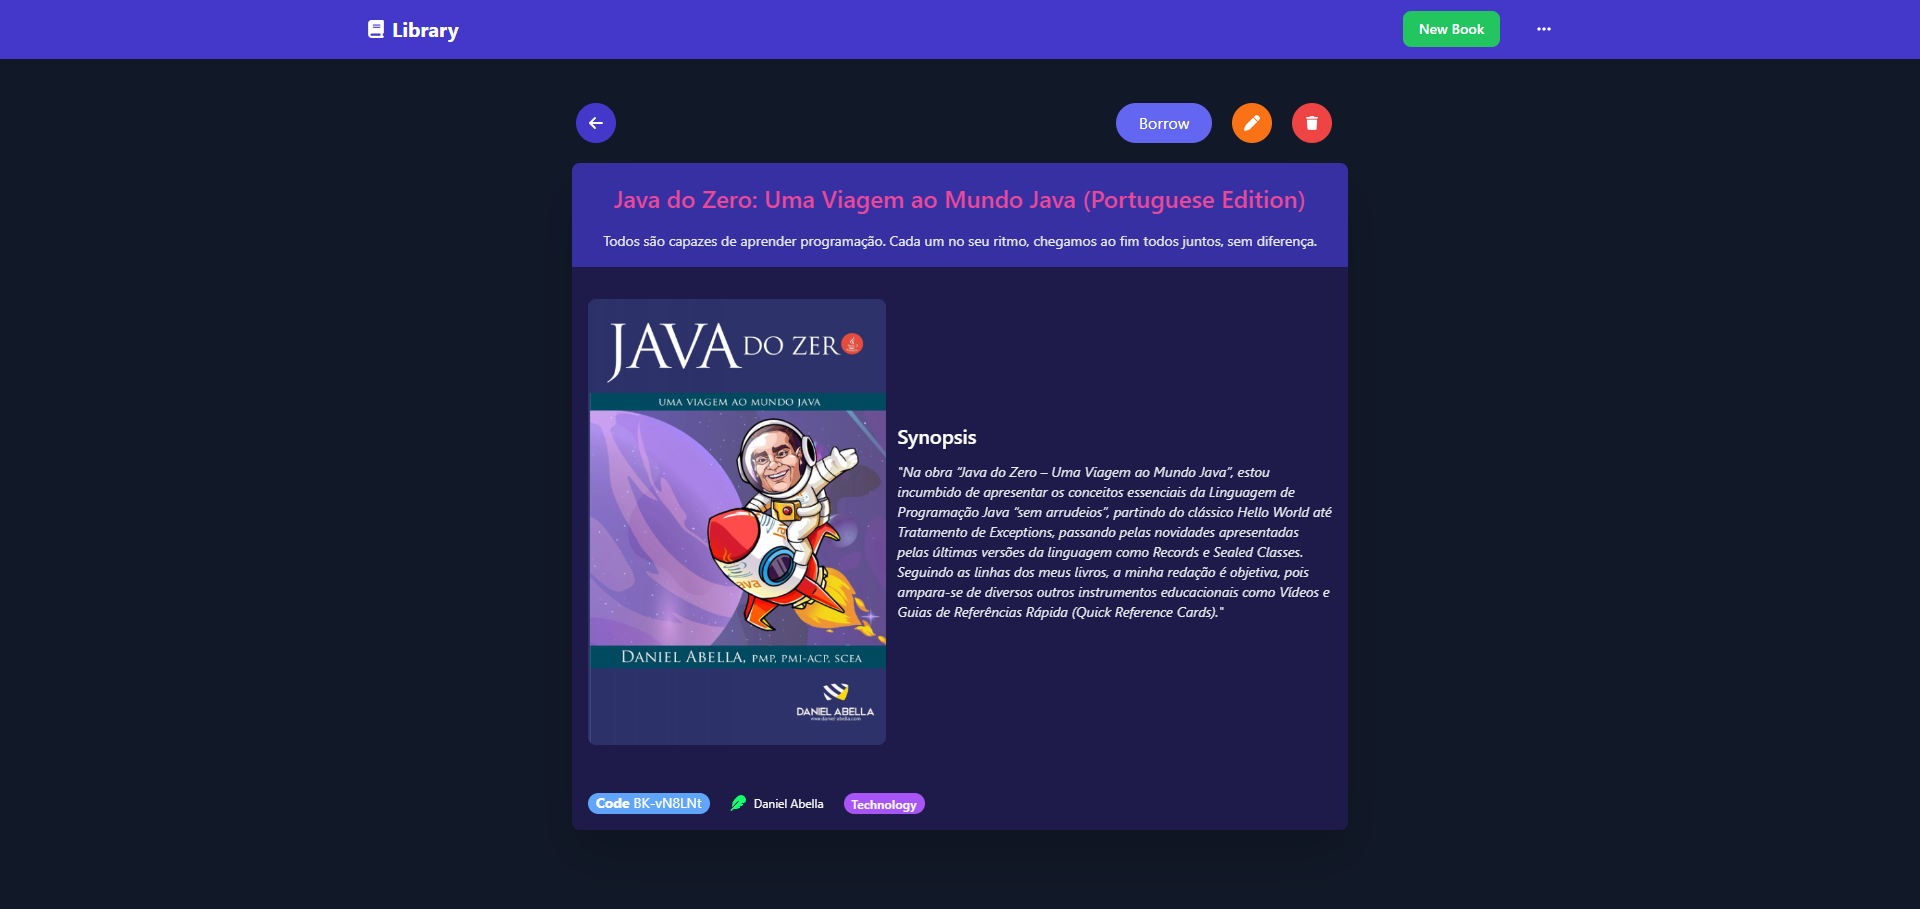 Library
New Book
Borrow
Java do Zero: Uma Viagem ao Mundo Java (Portuguese Edition)
Todos são capazes de aprender programação. Cada um no seu ritmo, chegamos ao fim todos juntos, sem diferença.
JAVA DO ZERO
UMA VIAGEM AO MUNDO JAVA
Java
DANIEL ABELLA, PMP, PMI-ACP, SCEA
DANIEL ABELLA
www.daniel-abella.com
Synopsis
"Na obra “Java do Zero – Uma Viagem ao Mundo Java”, estou
incumbido de apresentar os conceitos essenciais da Linguagem de
Programação Java “sem arrudeios”, partindo do clássico Hello World até
Tratamento de Exceptions, passando pelas novidades apresentadas
pelas últimas versões da linguagem como Records e Sealed Classes.
Seguindo as linhas dos meus livros, a minha redação é objetiva, pois
ampara-se de diversos outros instrumentos educacionais como Vídeos e
Guias de Referências Rápida (Quick Reference Cards)."
Code BK-vN8LNt
Daniel Abella
Technology